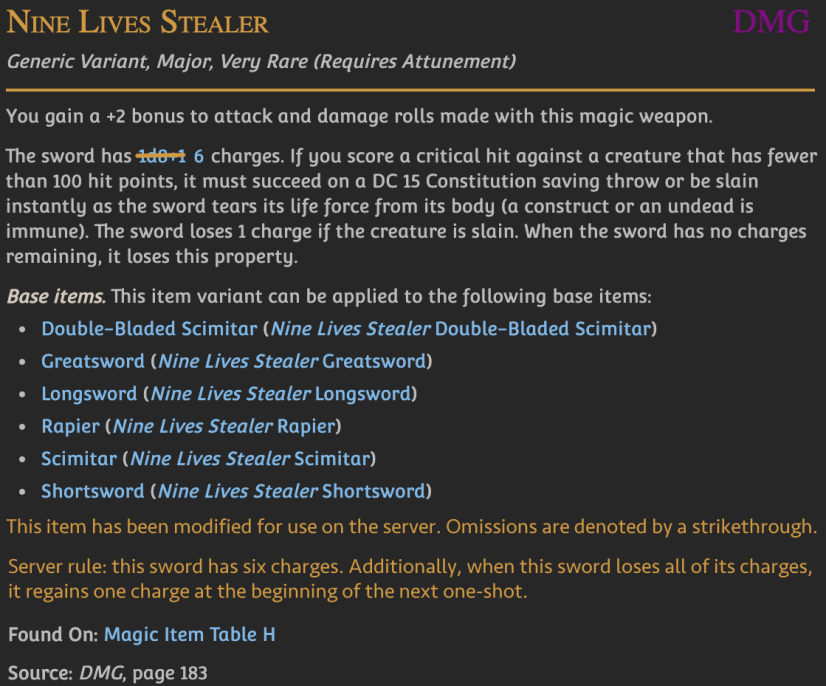 Nine Lives Stealer
DMG
Generic Variant, Major, Very Rare (Requires Attunement)
You gain a +2 bonus to attack and damage rolls made with this magic weapon.
The sword has 1d8+1 6 charges. If you score a critical hit against a creature that has fewer
than 100 hit points, it must succeed on a DC 15 Constitution saving throw or be slain
instantly as the sword tears its life force from its body (a construct or an undead is
immune). The sword loses 1 charge if the creature is slain. When the sword has no charges
remaining, it loses this property.
Base items. This item variant can be applied to the following base items:
• Double-Bladed Scimitar (Nine Lives Stealer Double-Bladed Scimitar)
• Greatsword (Nine Lives Stealer Greatsword)
• Longsword (Nine Lives Stealer Longsword)
• Rapier (Nine Lives Stealer Rapier)
• Scimitar (Nine Lives Stealer Scimitar)
• Shortsword (Nine Lives Stealer Shortsword)
This item has been modified for use on the server. Omissions are denoted by a strikethrough.
Server rule: this sword has six charges. Additionally, when this sword loses all of its charges,
it regains one charge at the beginning of the next one-shot.
Found On: Magic Item Table H
Source: DMG, page 183